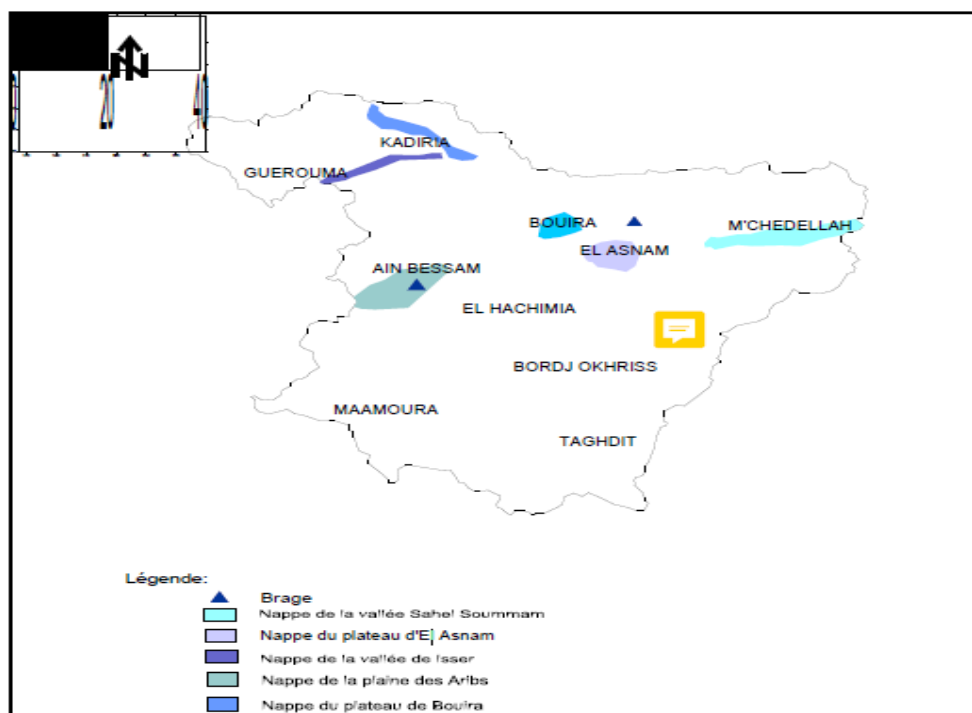 N
20
KADIRIA
GUEROUMA
BOUIRA
M'CHEDELLAH
EL ASNAM
AIN BESSAM
EL HACHIMIA
BORDJ OKHRISS
MAAMOURA
TAGHDIT
Légende:
Brage
Nappe de la vallée Sahel Soummam
Nappe du plateau d'El Asnam
Nappe de la vallée de Isser
Nappe de la plaine des Aribs
Nappe du plateau de Bouira